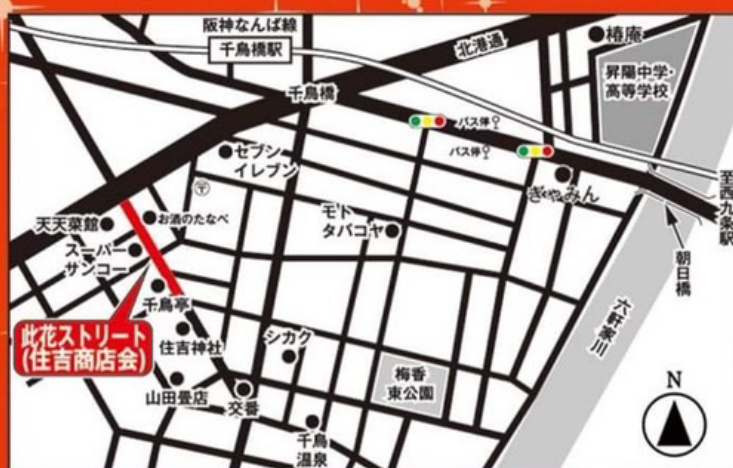 阪神なんば線
千鳥橋駅
北港通
椿庵
昇陽中学・
高等学校
千鳥橋
バス停
バス停
セブン
イレブン
ぎゃみん
至西九条駅
天天菜館
お酒のたなべ
モト
タバコヤ
スーパー
サンコー
朝日橋
千鳥亭
六軒家川
此花ストリート
(住吉商店会)
住吉神社
シカク
梅香
東公園
山田畳店
交番
千鳥
温泉
N